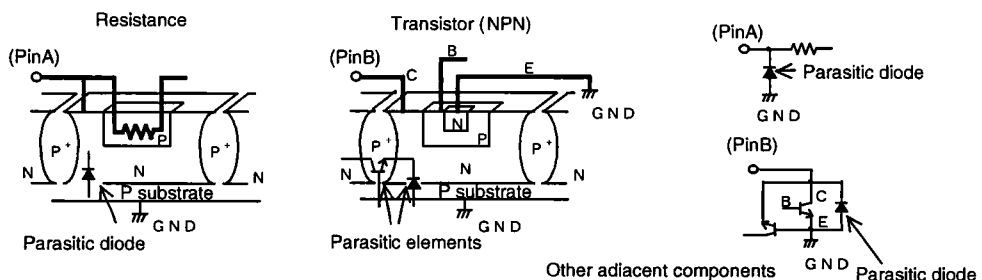 Resistance
(PinA)
P
P+
P+
N
N
N
P substrate
GND
Parasitic diode
Transistor (NPN)
(PinB)
C
B
E
GND
N
P
P+
P+
N
N
N
P substrate
GND
Parasitic elements
(PinA)
Parasitic diode
GND
(PinB)
C
B
E
GND
Parasitic diode
Other adjacent components